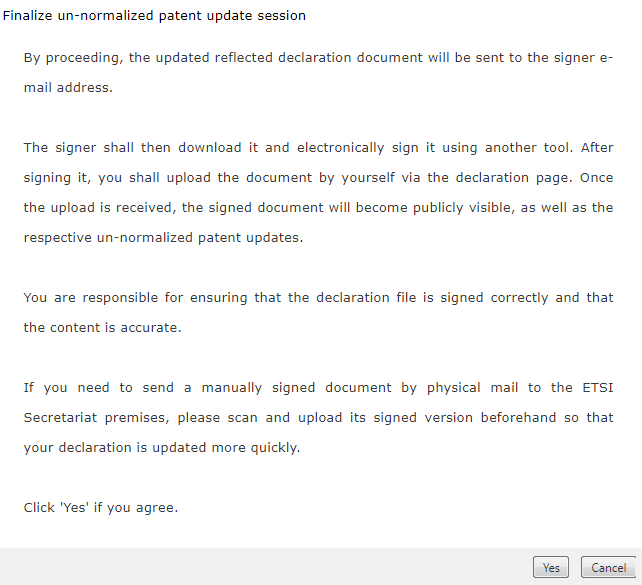 Finalize un-normalized patent update session
By proceeding, the updated reflected declaration document will be sent to the signer e-
mail address.
The signer shall then download it and electronically sign it using another tool. After
signing it, you shall upload the document by yourself via the declaration page. Once
the upload is received, the signed document will become publicly visible, as well as the
respective un-normalized patent updates.
You are responsible for ensuring that the declaration file is signed correctly and that
the content is accurate.
If you need to send a manually signed document by physical mail to the ETSI
Secretariat premises, please scan and upload its signed version beforehand so that
your declaration is updated more quickly.
Click 'Yes' if you agree.
Yes Cancel